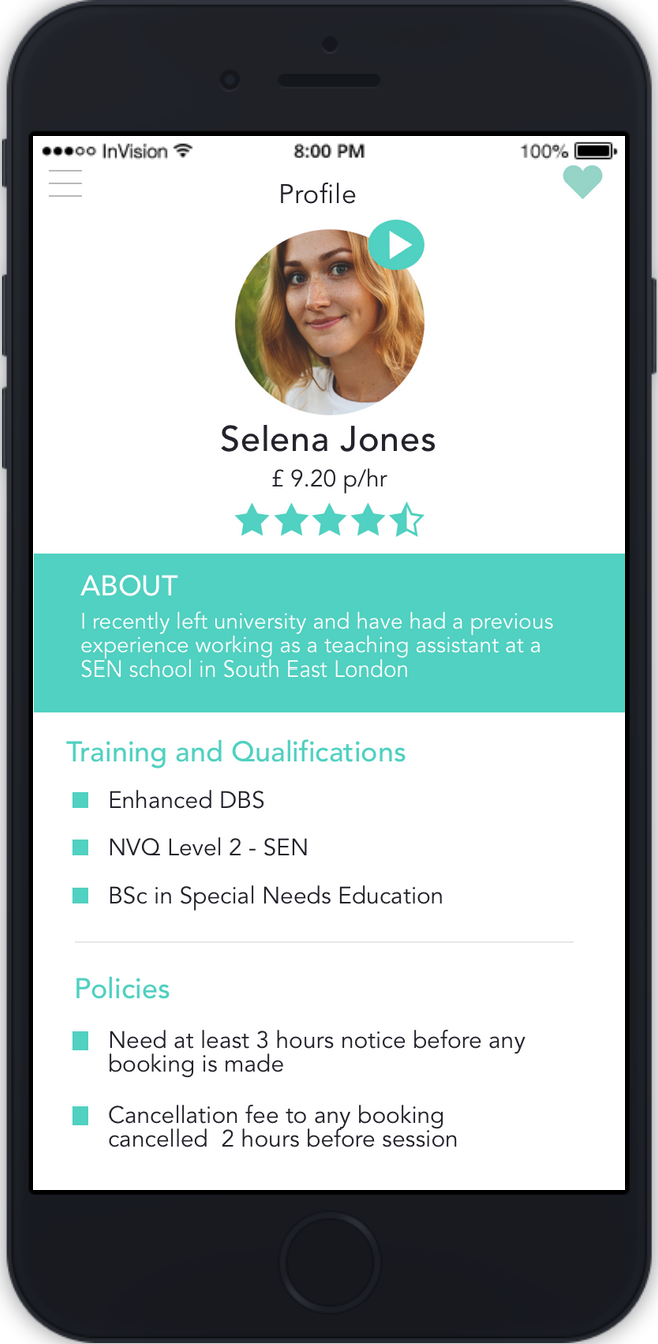 InVision 8:00 PM 100%
Profile
Selena Jones
£ 9.20 p/hr
ABOUT
I recently left university and have had a previous
experience working as a teaching assistant at a
SEN school in South East London
Training and Qualifications
Enhanced DBS
NVQ Level 2 - SEN
BSc in Special Needs Education
Policies
Need at least 3 hours notice before any
booking is made
Cancellation fee to any booking
cancelled  2 hours before session